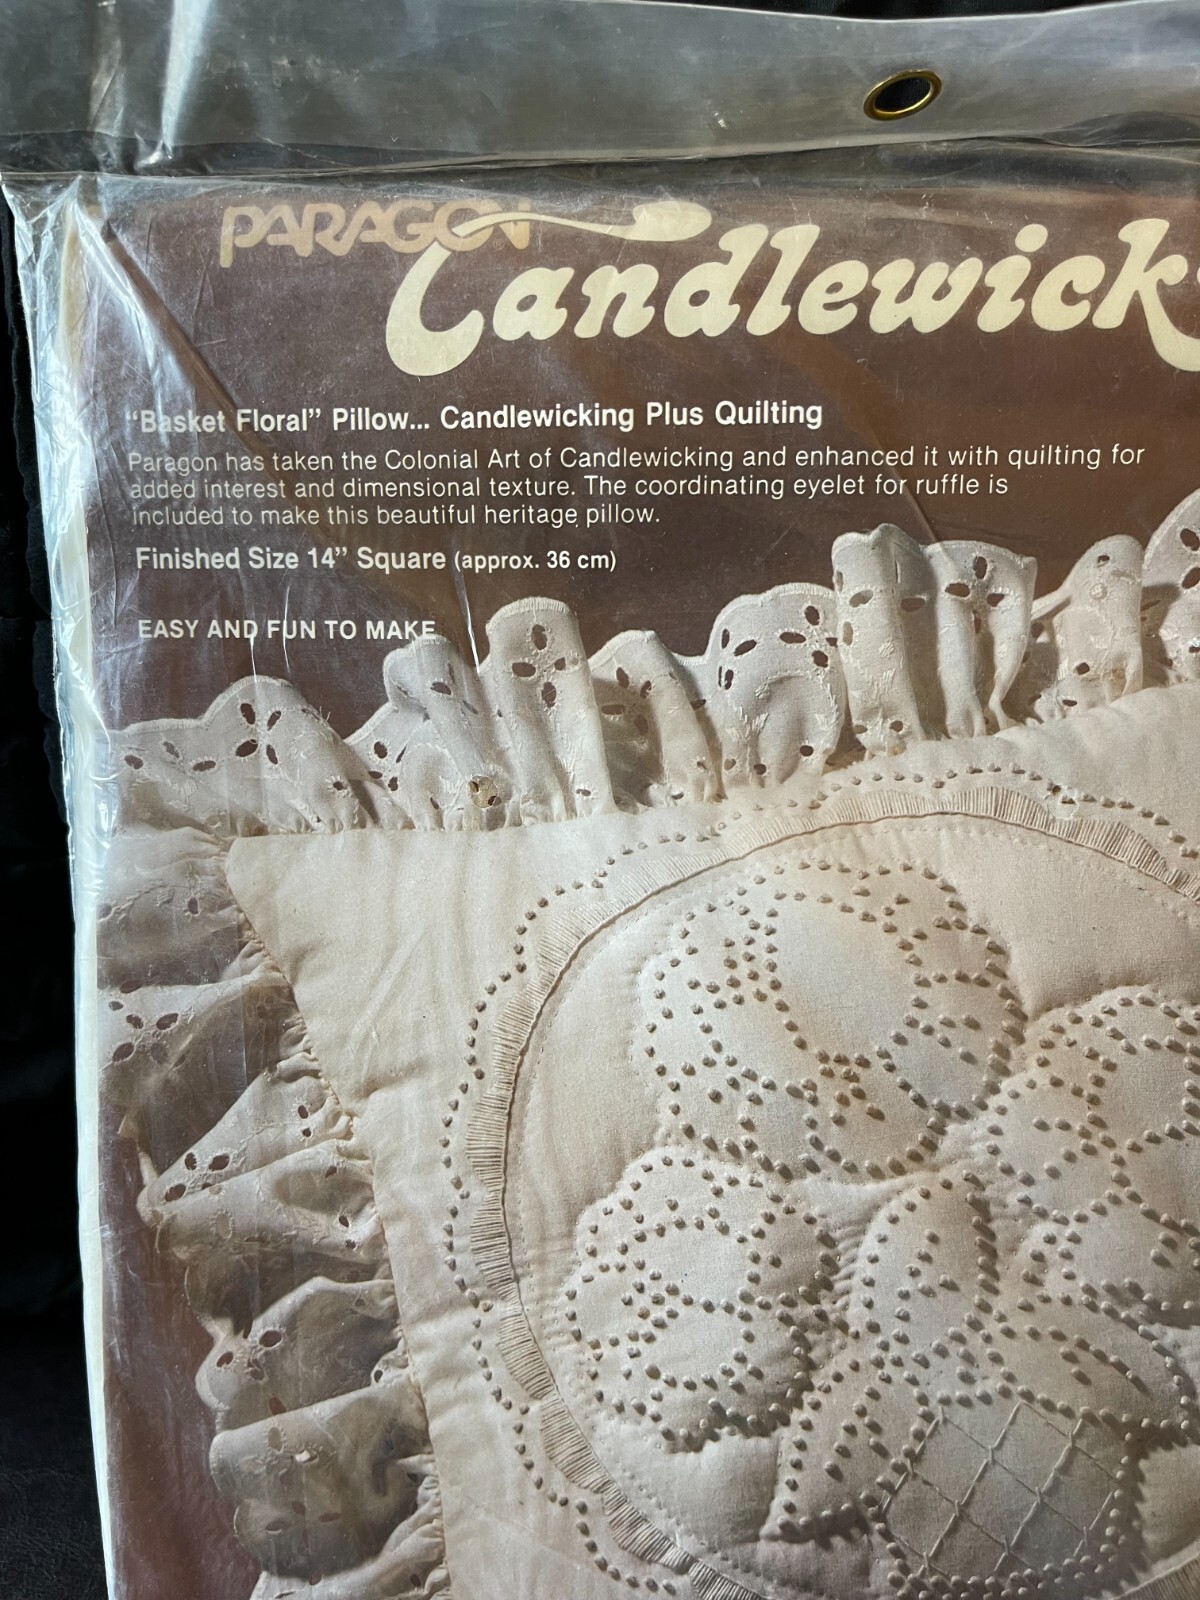 PARAGON®
Candlewick
“Basket Floral” Pillow... Candlewicking Plus Quilting
Paragon has taken the Colonial Art of Candlewicking and enhanced it with quilting for
added interest and dimensional texture. The coordinating eyelet for ruffle is
included to make this beautiful heritage pillow.
Finished Size 14” Square (approx. 36 cm)
EASY AND FUN TO MAKE